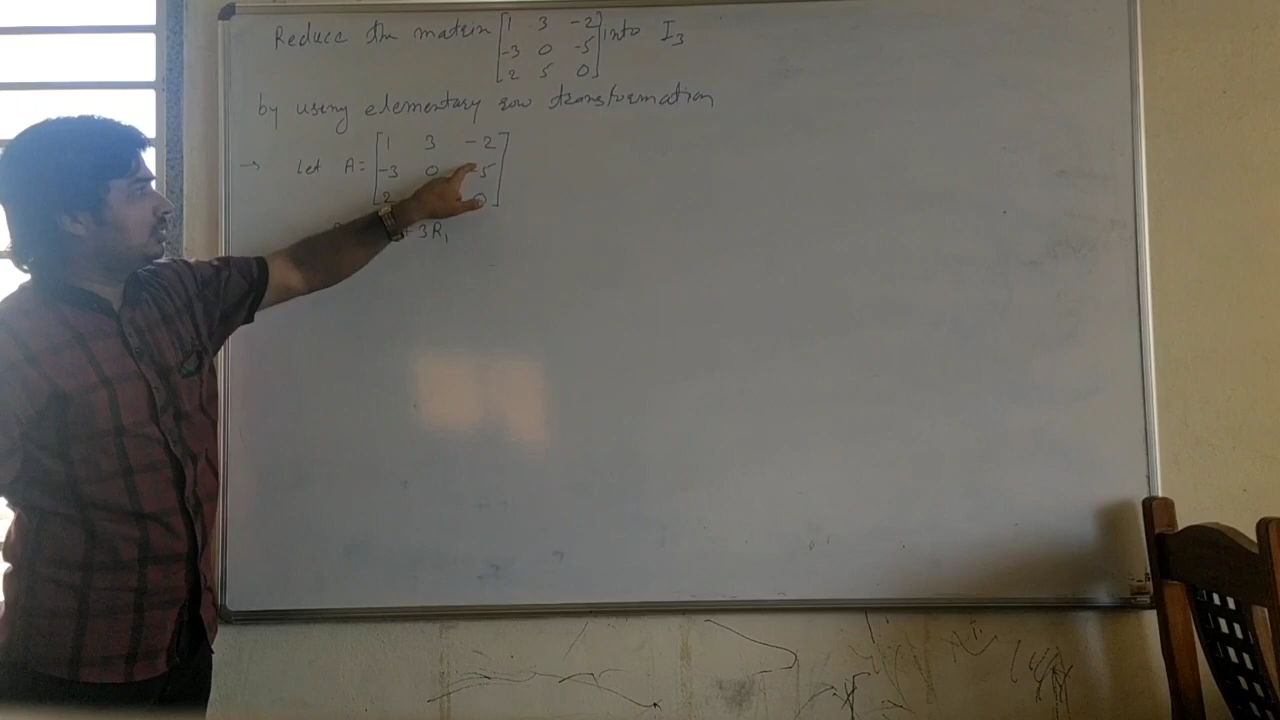 Reduce the matrix [1 3 -2] into I3
[-3 0 -5]
[2 5 0]
by using elementary row transformation
→ Let A = [1 3 -2]
[-3 0 -5]
[2 0]
+ 3R1